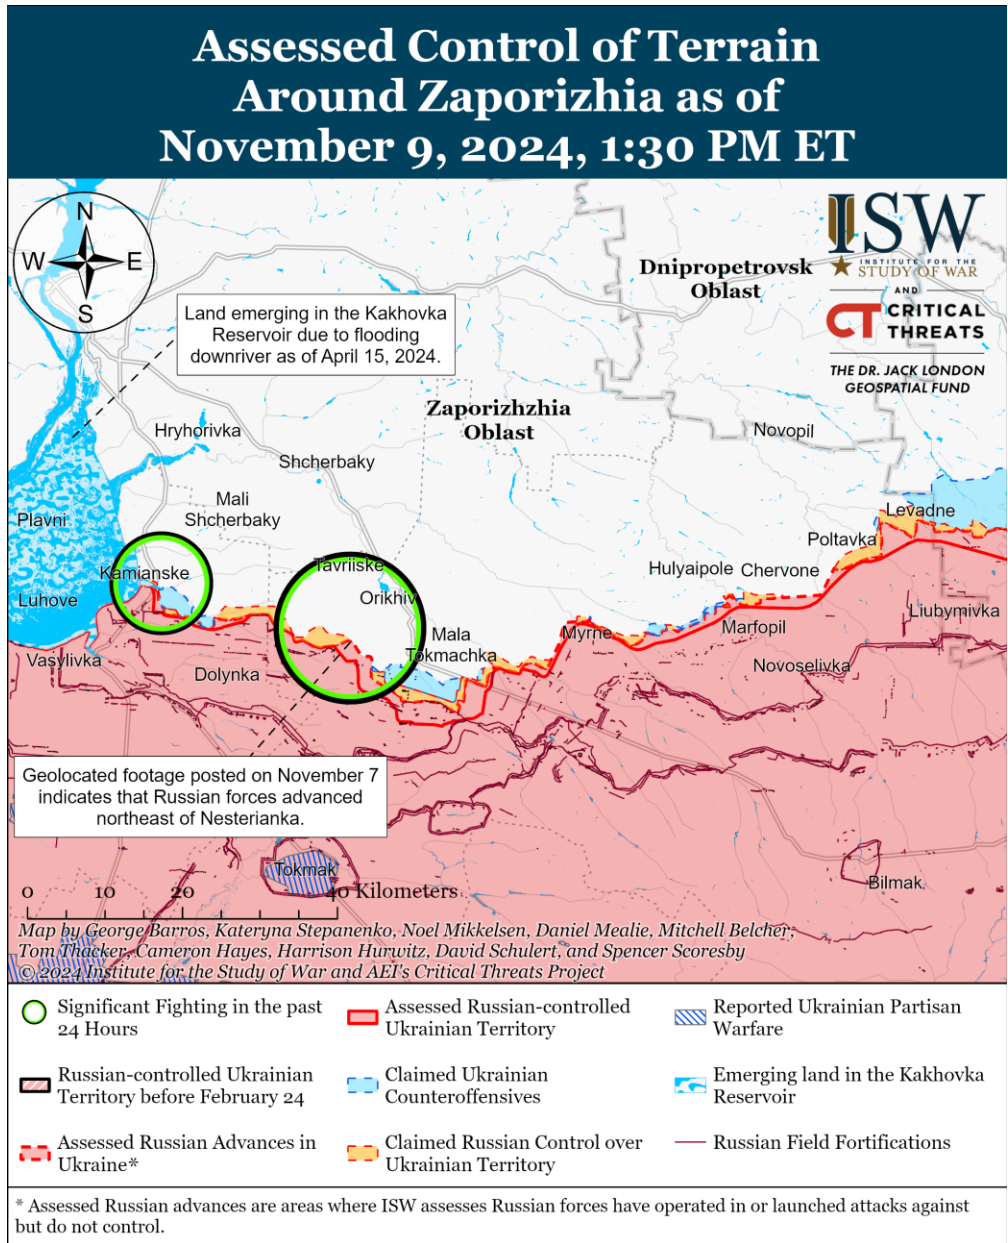 Assessed Control of Terrain
Around Zaporizhia as of
November 9, 2024, 1:30 PM ET
N
W
E
S
ISW
INSTITUTE FOR THE
STUDY OF WAR
AND
CT CRITICAL
THREATS
THE DR. JACK LONDON
GEOSPATIAL FUND
Dnipropetrovsk
Oblast
Land emerging in the Kakhovka
Reservoir due to flooding
downriver as of April 15, 2024.
Zaporizhzhia
Oblast
Hryhorivka
Novopil
Shcherbaky
Mali
Shcherbaky
Plavni
Levadne
Poltavka
Kamianske
Tavriiske
Hulyaipole
Chervone
Luhove
Orikhiv
Liubymivka
Mala
Tokmachka
Myrne
Marfopil
Vasylivka
Dolynka
Novoselivka
Geolocated footage posted on November 7
indicates that Russian forces advanced
northeast of Nesterianka.
Tokmak
Bilmak
0 10 20 40 Kilometers
Map by George Barros, Kateryna Stepanenko, Noel Mikkelsen, Daniel Mealie, Mitchell Belcher,
Tom Thacker, Cameron Hayes, Harrison Hurwitz, David Schulert, and Spencer Scoresby
© 2024 Institute for the Study of War and AEI's Critical Threats Project
Significant Fighting in the past
24 Hours
Assessed Russian-controlled
Ukrainian Territory
Reported Ukrainian Partisan
Warfare
Russian-controlled Ukrainian
Territory before February 24
Claimed Ukrainian
Counteroffensives
Emerging land in the Kakhovka
Reservoir
Assessed Russian Advances in
Ukraine*
Claimed Russian Control over
Ukrainian Territory
Russian Field Fortifications
* Assessed Russian advances are areas where ISW assesses Russian forces have operated in or launched attacks against
but do not control.